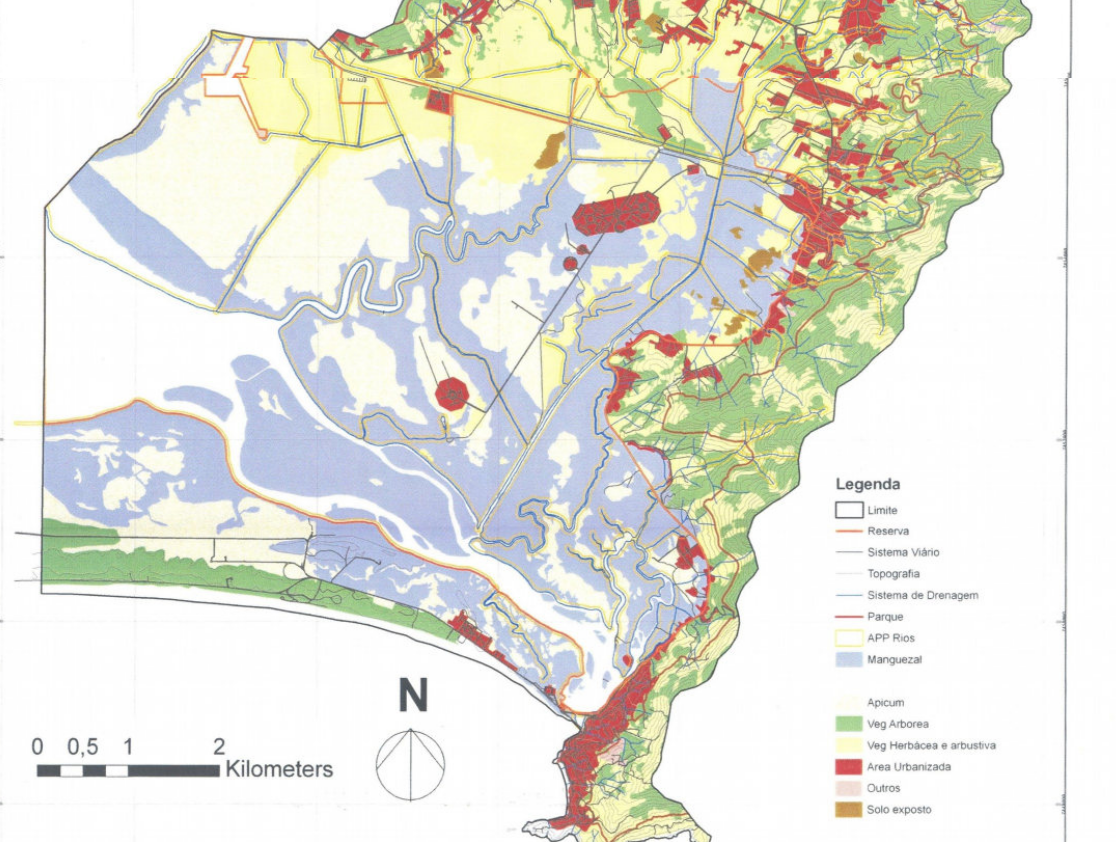 Legenda
Limite
Reserva
Sistema Viário
Topografia
Sistema de Drenagem
Parque
APP Rios
Manguezal
Apicum
Veg Arborea
Veg Herbácea e arbustiva
Area Urbanizada
Outros
Solo exposto
N
0 0,5 1 2
Kilometers